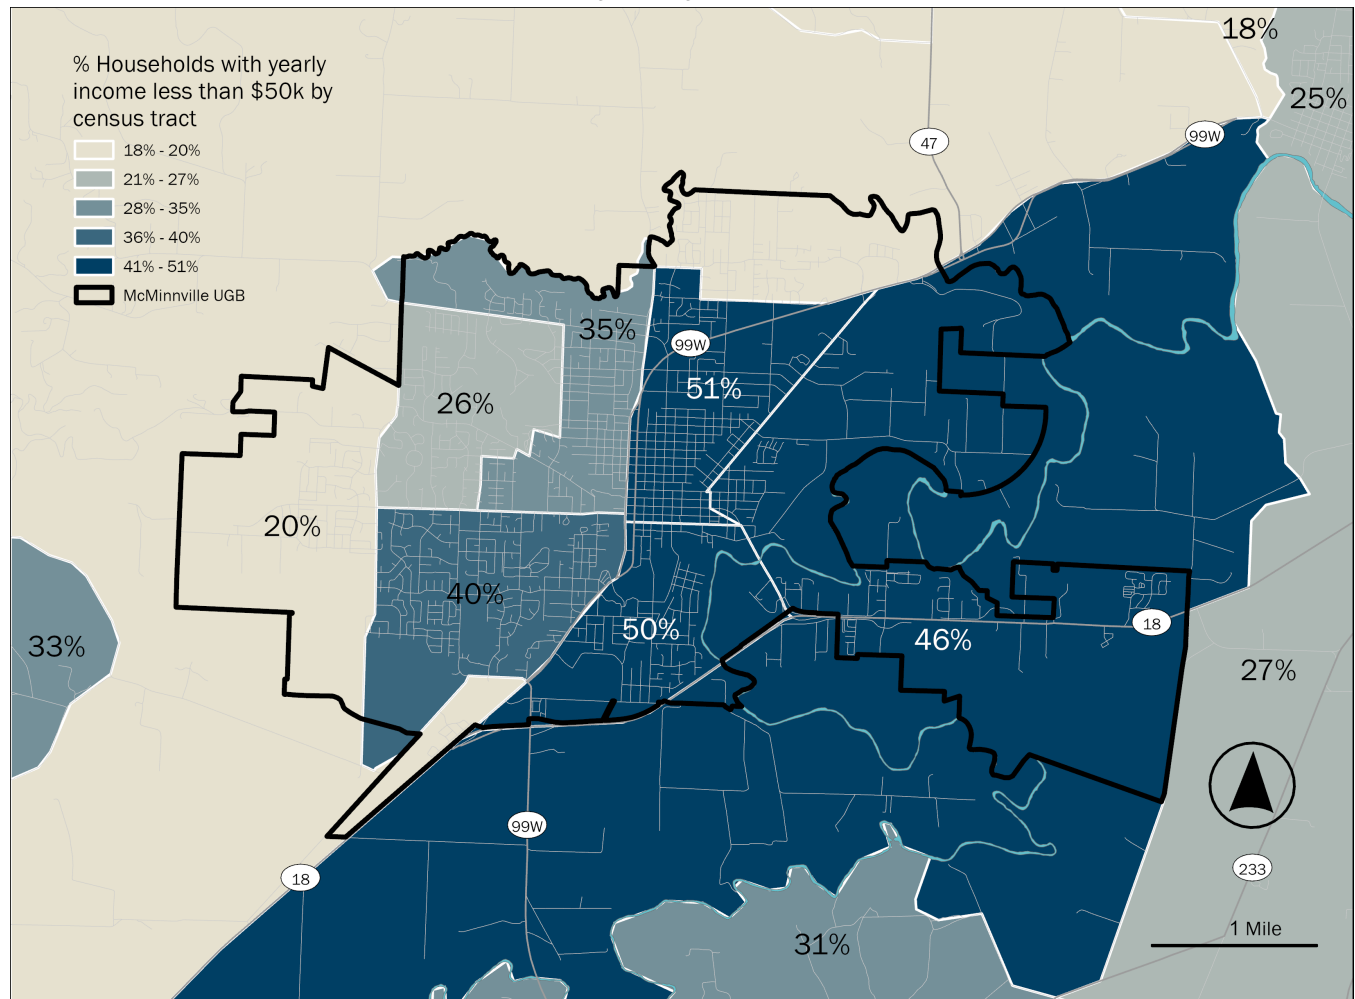 % Households with yearly
income less than $50k by
census tract
18% - 20%
21% - 27%
28% - 35%
36% - 40%
41% - 51%
McMinnville UGB
18%
25%
47
99W
35%
99W
51%
26%
20%
40%
50%
46%
18
33%
27%
99W
18
233
31%
1 Mile